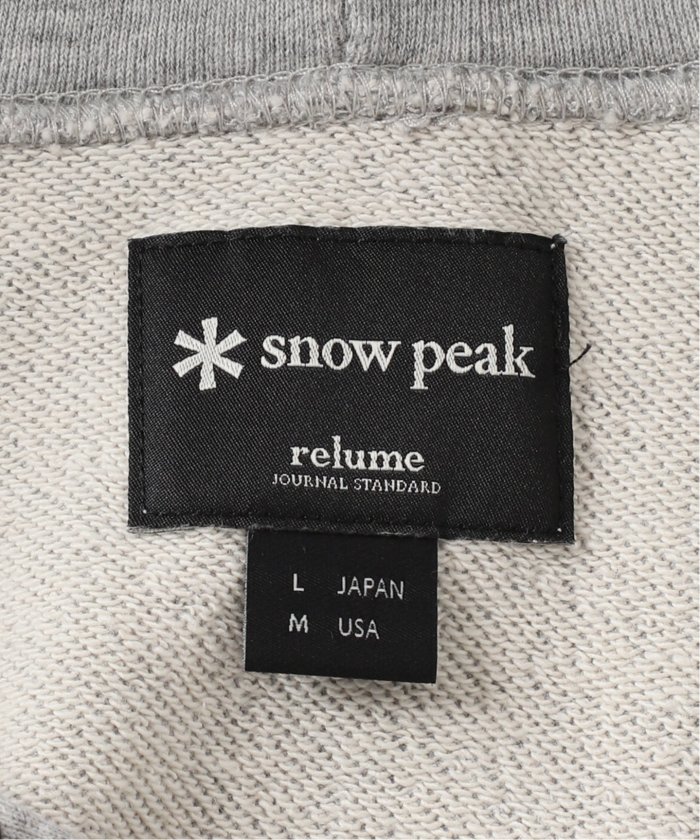 snow peak
relume
JOURNAL STANDARD
L JAPAN
M USA